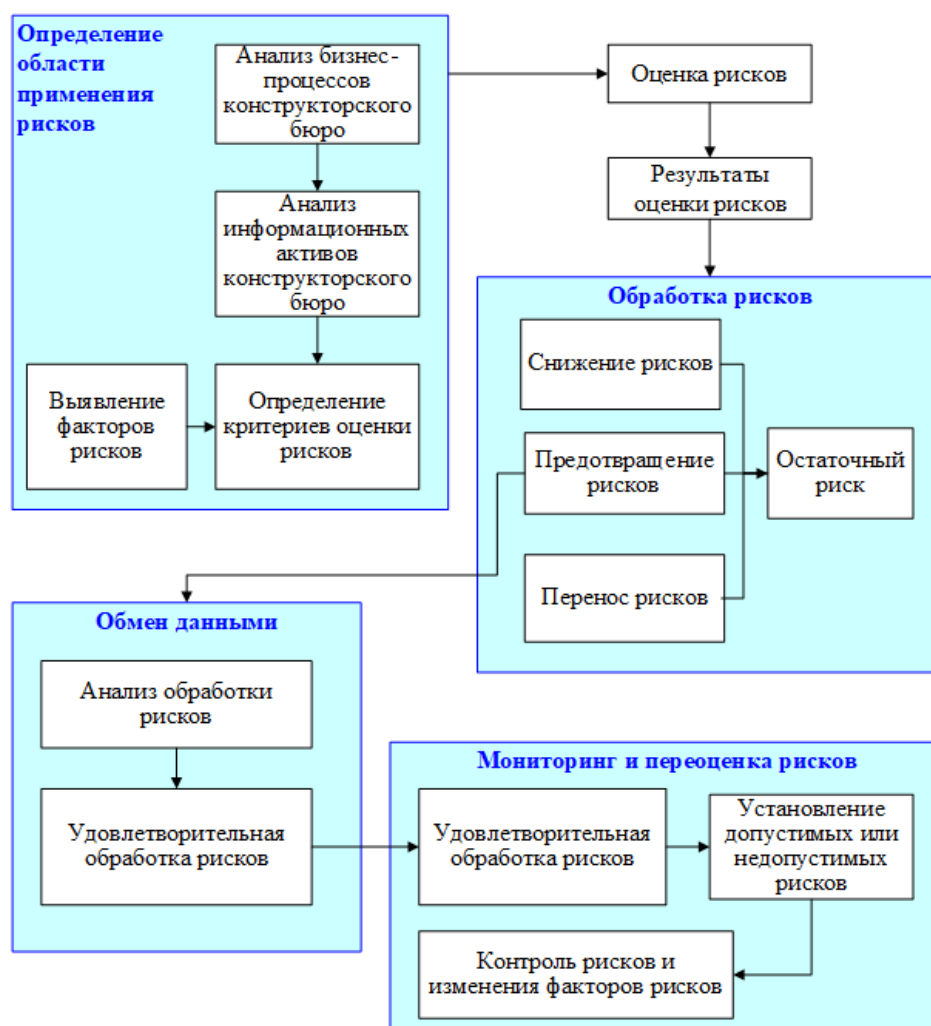 Определение
области
применения
рисков
Анализ бизнес-
процессов
конструкторского
бюро
Оценка рисков
Анализ
информационных
активов
конструкторского
бюро
Результаты
оценки рисков
Выявление
факторов
рисков
Определение
критериев оценки
рисков
Обработка рисков
Снижение рисков
Предотвращение
рисков
Остаточный
риск
Перенос рисков
Обмен данными
Анализ обработки
рисков
Удовлетворительная
обработка рисков
Мониторинг и переоценка рисков
Удовлетворительная
обработка рисков
Установление
допустимых или
недопустимых
рисков
Контроль рисков и
изменения факторов рисков